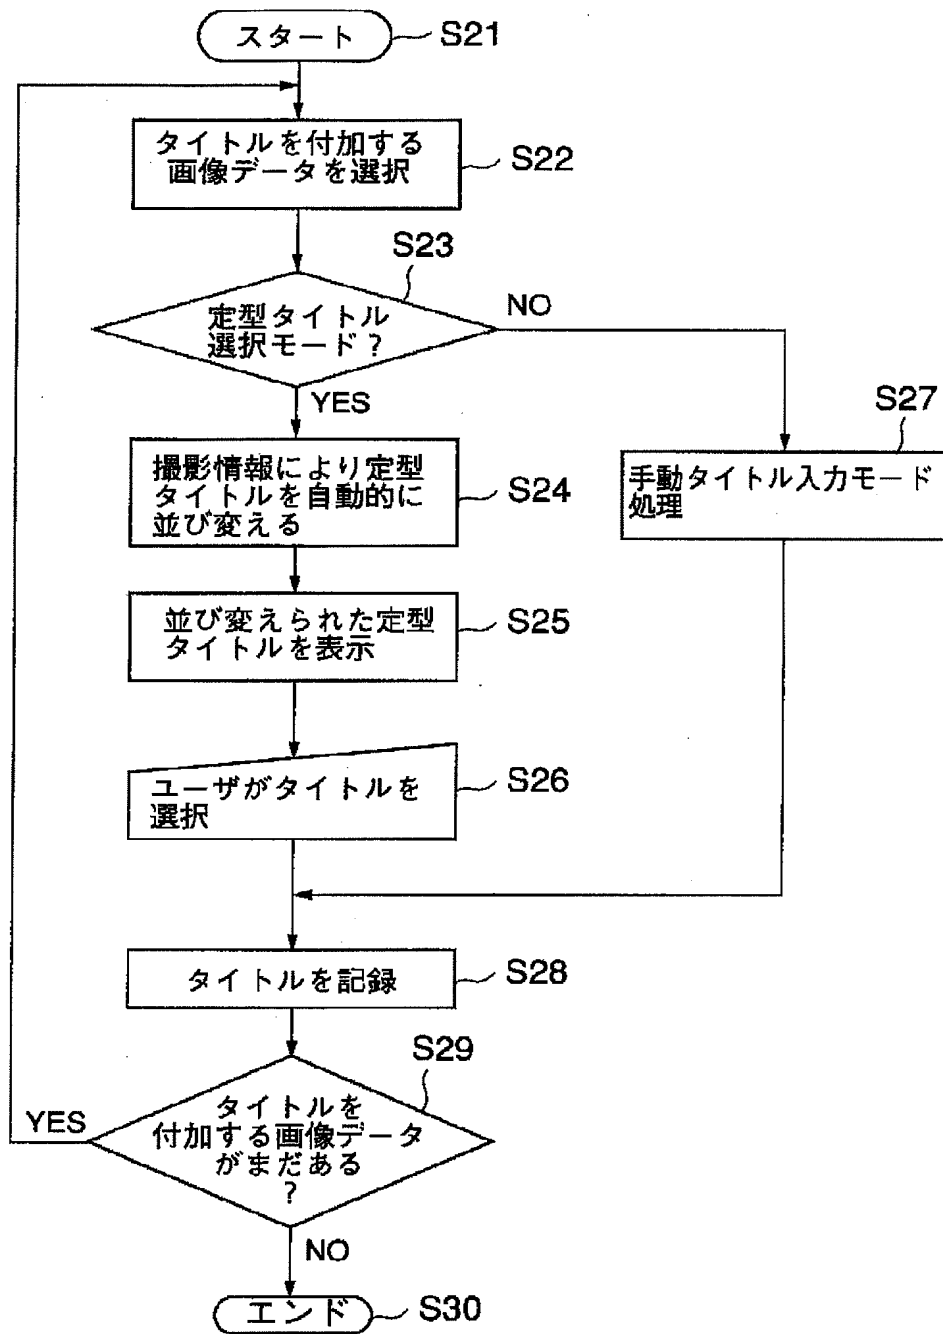 スタート
S21
タイトルを付加する
画像データを選択
S22
S23
定型タイトル
選択モード？
NO
YES
S27
手動タイトル入力モード
処理
撮影情報により定型
タイトルを自動的に
並び変える
S24
並び変えられた定型
タイトルを表示
S25
ユーザがタイトルを
選択
S26
タイトルを記録
S28
S29
タイトルを
付加する画像データ
がまだある
？
YES
NO
エンド
S30